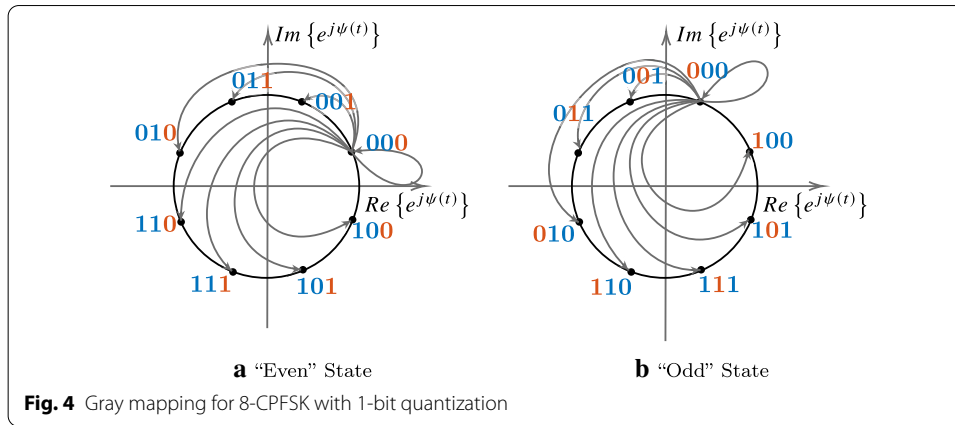 Im {e^{jψ(t)}}
011
001
010
000
Re {e^{jψ(t)}}
110
100
111
101
a "Even" State
Im {e^{jψ(t)}}
000
001
011
100
Re {e^{jψ(t)}}
010
101
110
111
b "Odd" State
Fig. 4 Gray mapping for 8-CPFSK with 1-bit quantization